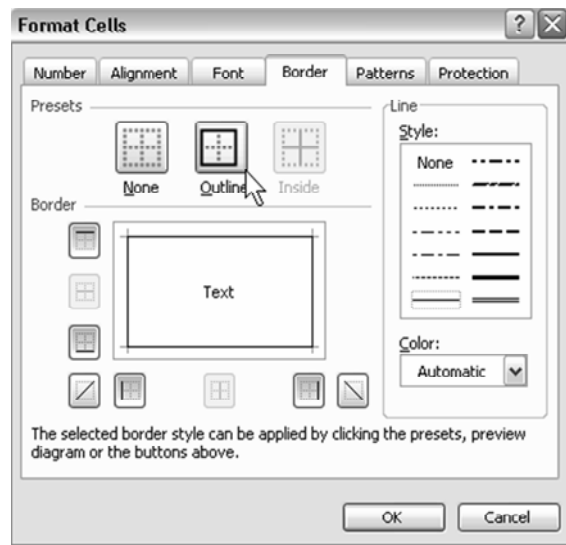 Format Cells
Number Alignment Font Border Patterns Protection
Presets
None Outline Inside
Border
Text
Line
Style:
None
Color:
Automatic
The selected border style can be applied by clicking the presets, preview
diagram or the buttons above.
OK Cancel